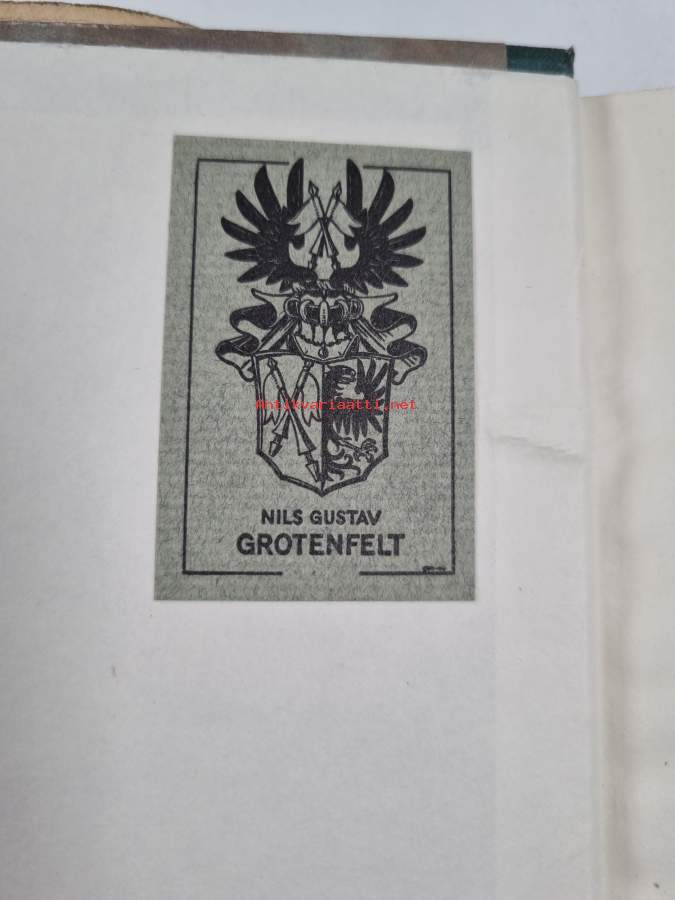 Antikvariaatti.net
NILS GUSTAV
GROTENFELT